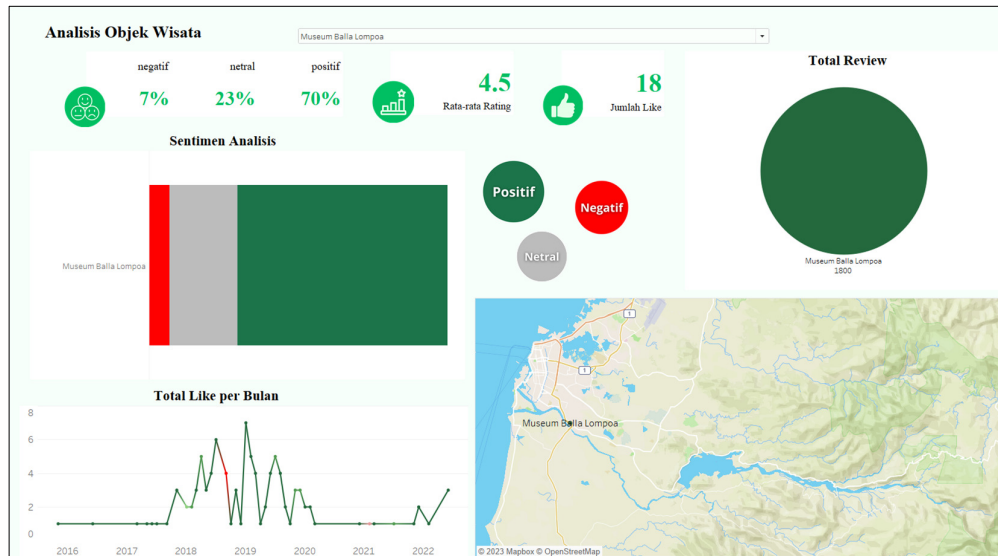 Analisis Objek Wisata
Museum Balla Lompoa
negatif netral positif
7% 23% 70%
4.5
Rata-rata Rating
18
Jumlah Like
Total Review
Museum Balla Lompoa
1800
Sentimen Analisis
Museum Balla Lompoa
Positif
Negatif
Netral
1
1
Museum Balla Lompoa
© 2023 Mapbox © OpenStreetMap
Total Like per Bulan
8
6
4
2
0
2016 2017 2018 2019 2020 2021 2022